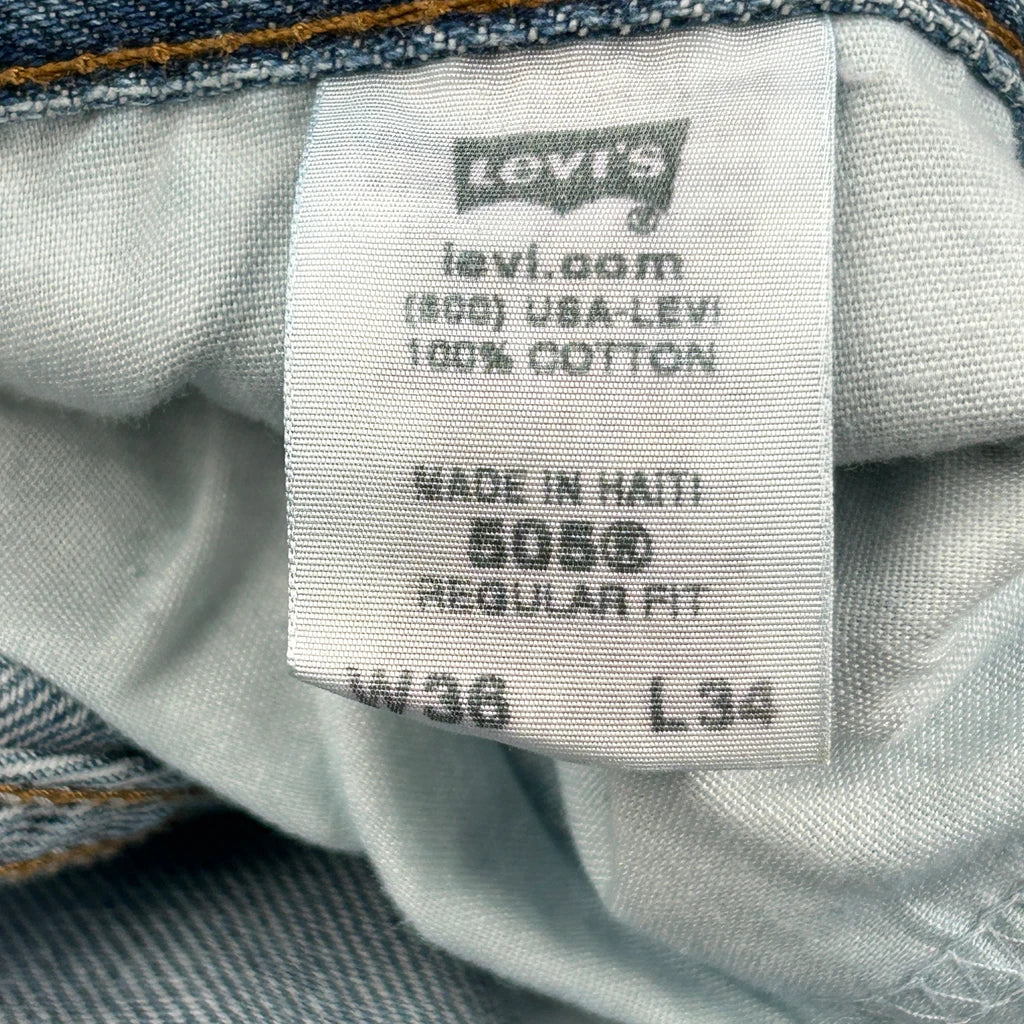 Levi's
levi.com
(800) USA-LEVI
100% COTTON
MADE IN HAITI
505®
REGULAR FIT
W36 L34